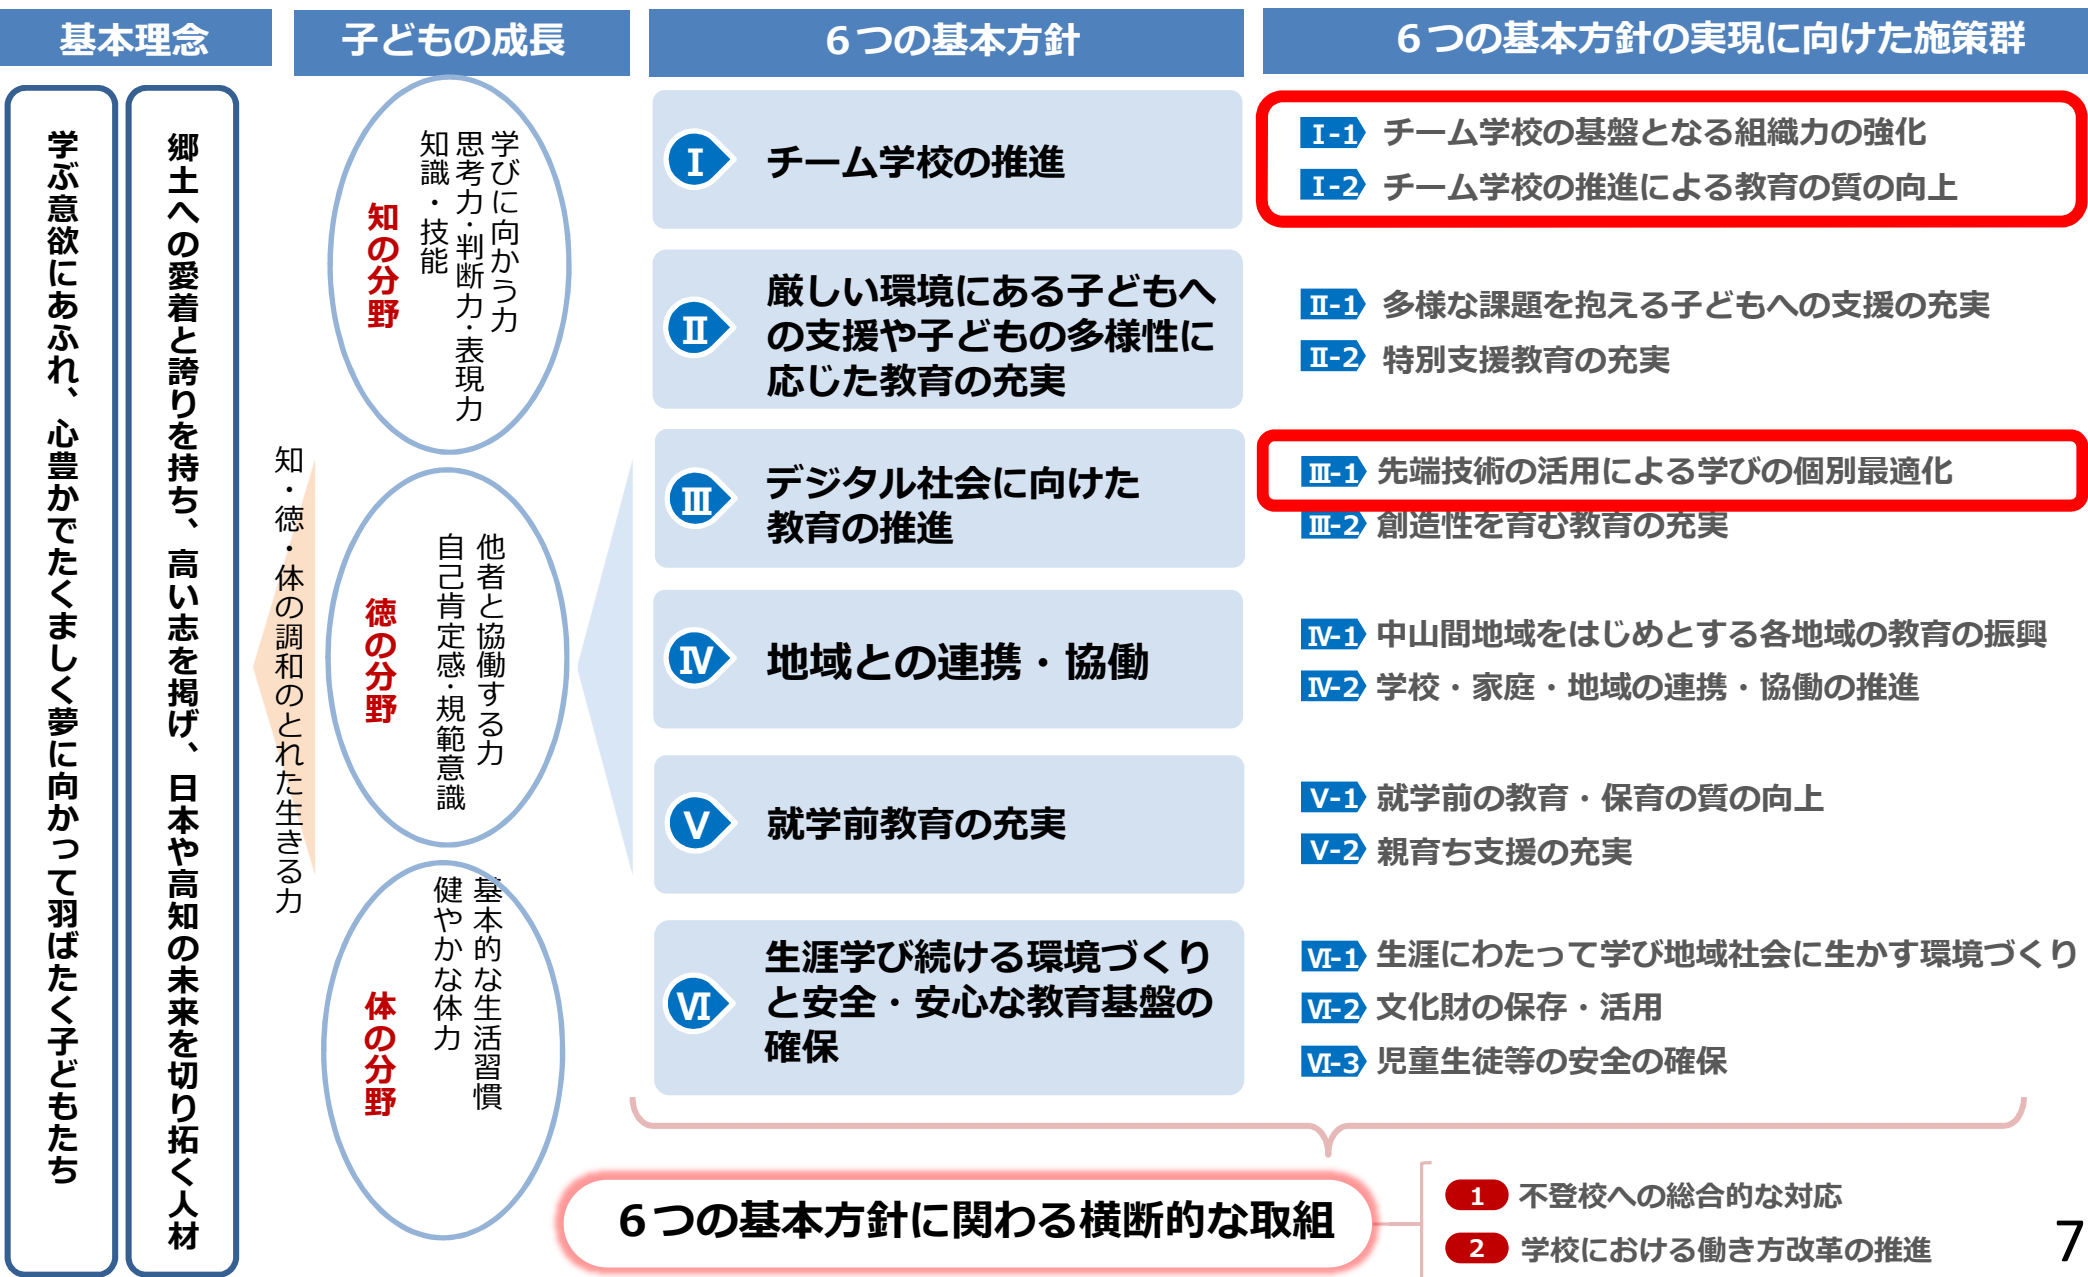 基本理念
子どもの成長
６つの基本方針
６つの基本方針の実現に向けた施策群
学ぶ意欲にあふれ、心豊かでたくましく夢に向かって羽ばたく子どもたち
郷土への愛着と誇りを持ち、高い志を掲げ、日本や高知の未来を切り拓く人材
知・徳・体の調和のとれた生きる力
知の分野
学びに向かう力
思考力・判断力・表現力
知識・技能
徳の分野
他者と協働する力
自己肯定感・規範意識
体の分野
基本的な生活習慣
健やかな体力
Ⅰ チーム学校の推進
Ⅰ-1 チーム学校の基盤となる組織力の強化
Ⅰ-2 チーム学校の推進による教育の質の向上
Ⅱ 厳しい環境にある子どもへ
の支援や子どもの多様性に
応じた教育の充実
Ⅱ-1 多様な課題を抱える子どもへの支援の充実
Ⅱ-2 特別支援教育の充実
Ⅲ デジタル社会に向けた
教育の推進
Ⅲ-1 先端技術の活用による学びの個別最適化
Ⅲ-2 創造性を育む教育の充実
Ⅳ 地域との連携・協働
Ⅳ-1 中山間地域をはじめとする各地域の教育の振興
Ⅳ-2 学校・家庭・地域の連携・協働の推進
Ⅴ 就学前教育の充実
Ⅴ-1 就学前の教育・保育の質の向上
Ⅴ-2 親育ち支援の充実
Ⅵ 生涯学び続ける環境づくり
と安全・安心な教育基盤の
確保
Ⅵ-1 生涯にわたって学び地域社会に生かす環境づくり
Ⅵ-2 文化財の保存・活用
Ⅵ-3 児童生徒等の安全の確保
６つの基本方針に関わる横断的な取組
1 不登校への総合的な対応
2 学校における働き方改革の推進
7